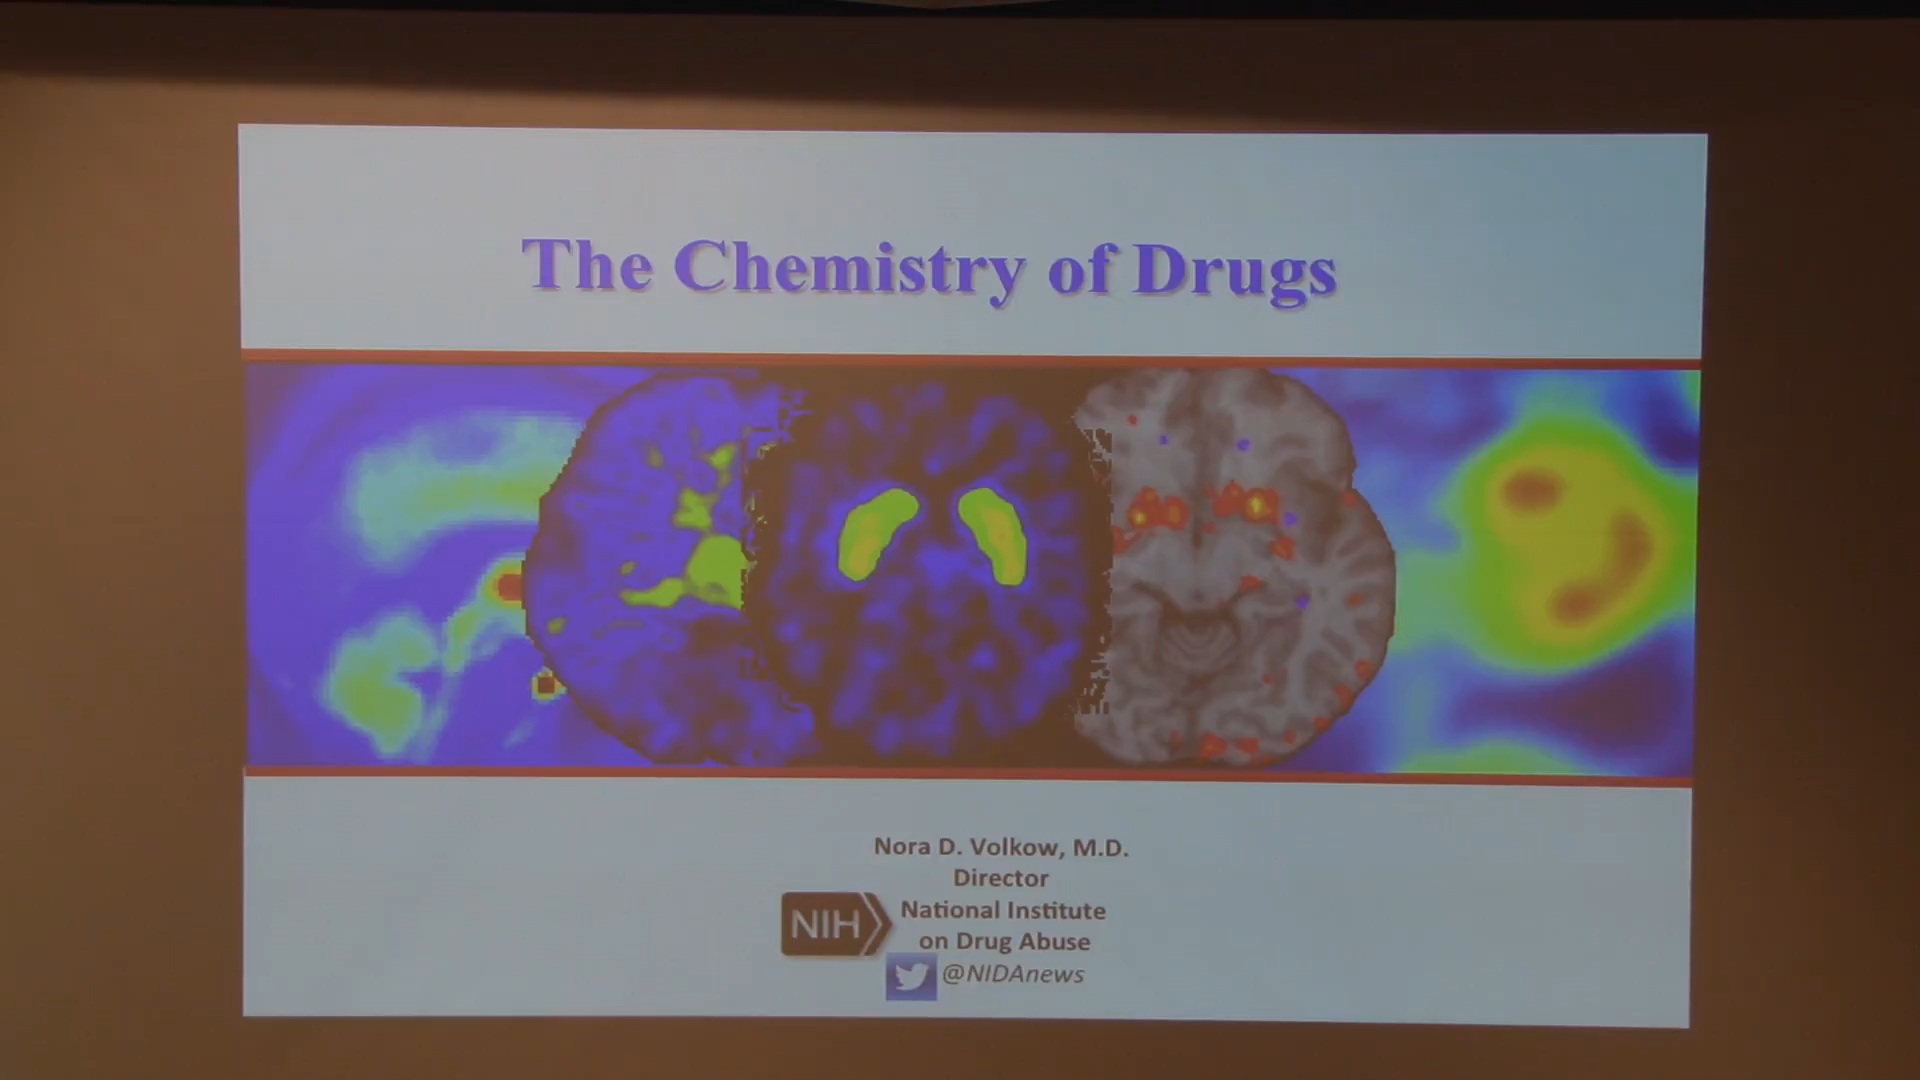 The Chemistry of Drugs
Nora D. Volkow, M.D.
Director
NIH
National Institute
on Drug Abuse
@NIDAnews